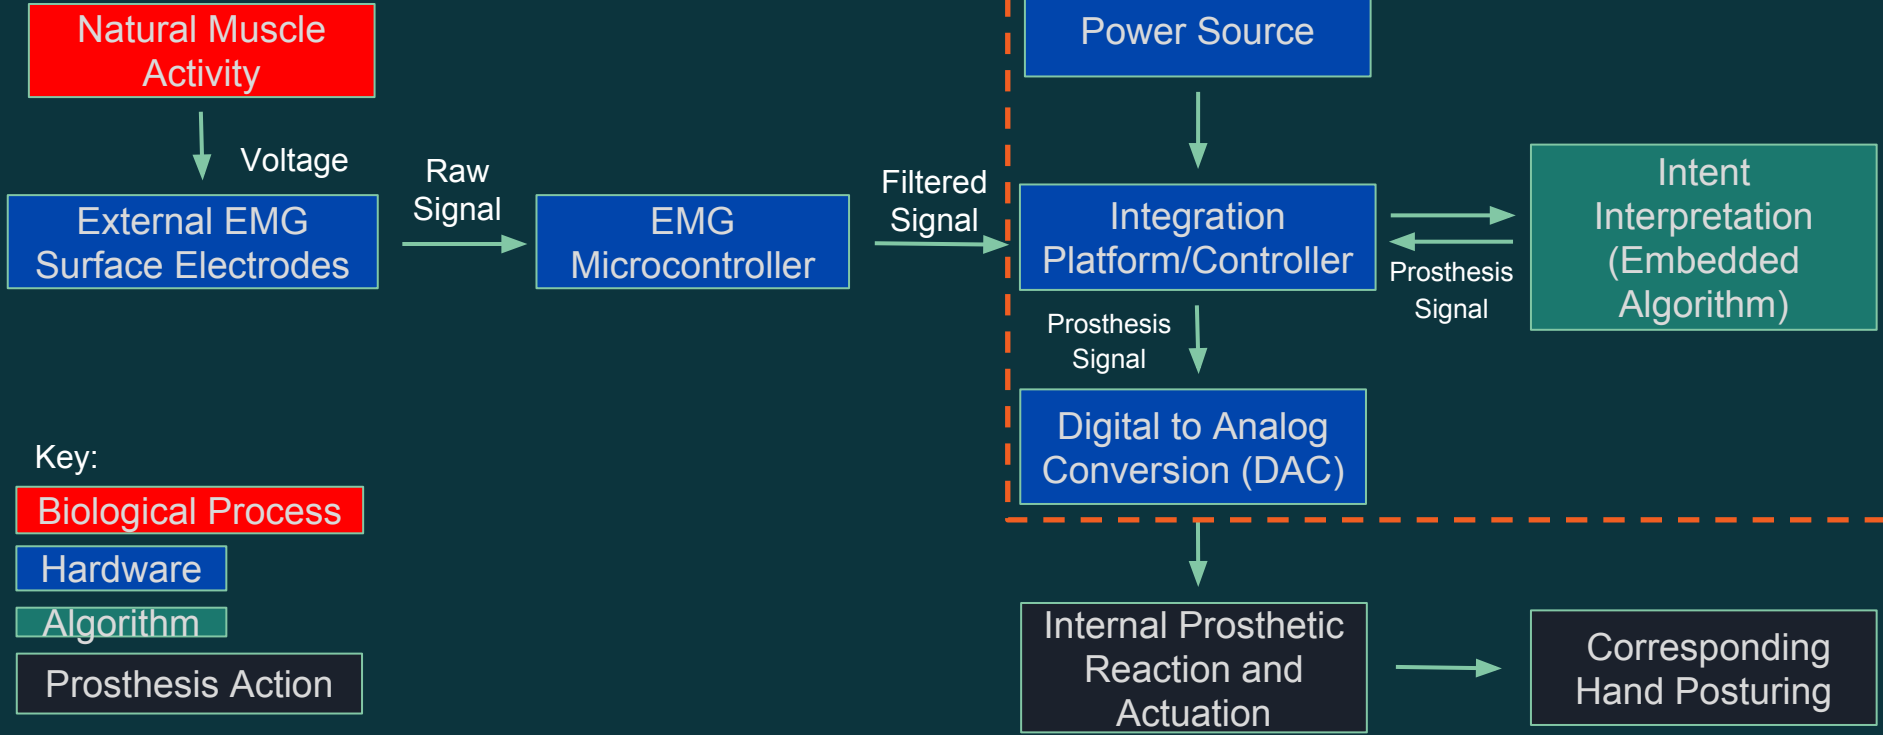 Natural Muscle
Activity
Power Source
Voltage
Raw
Signal
Filtered
Signal
External EMG
Surface Electrodes
EMG
Microcontroller
Integration
Platform/Controller
Intent
Interpretation
(Embedded
Algorithm)
Prosthesis
Signal
Prosthesis
Signal
Digital to Analog
Conversion (DAC)
Key:
Biological Process
Hardware
Algorithm
Prosthesis Action
Internal Prosthetic
Reaction and
Actuation
Corresponding
Hand Posturing